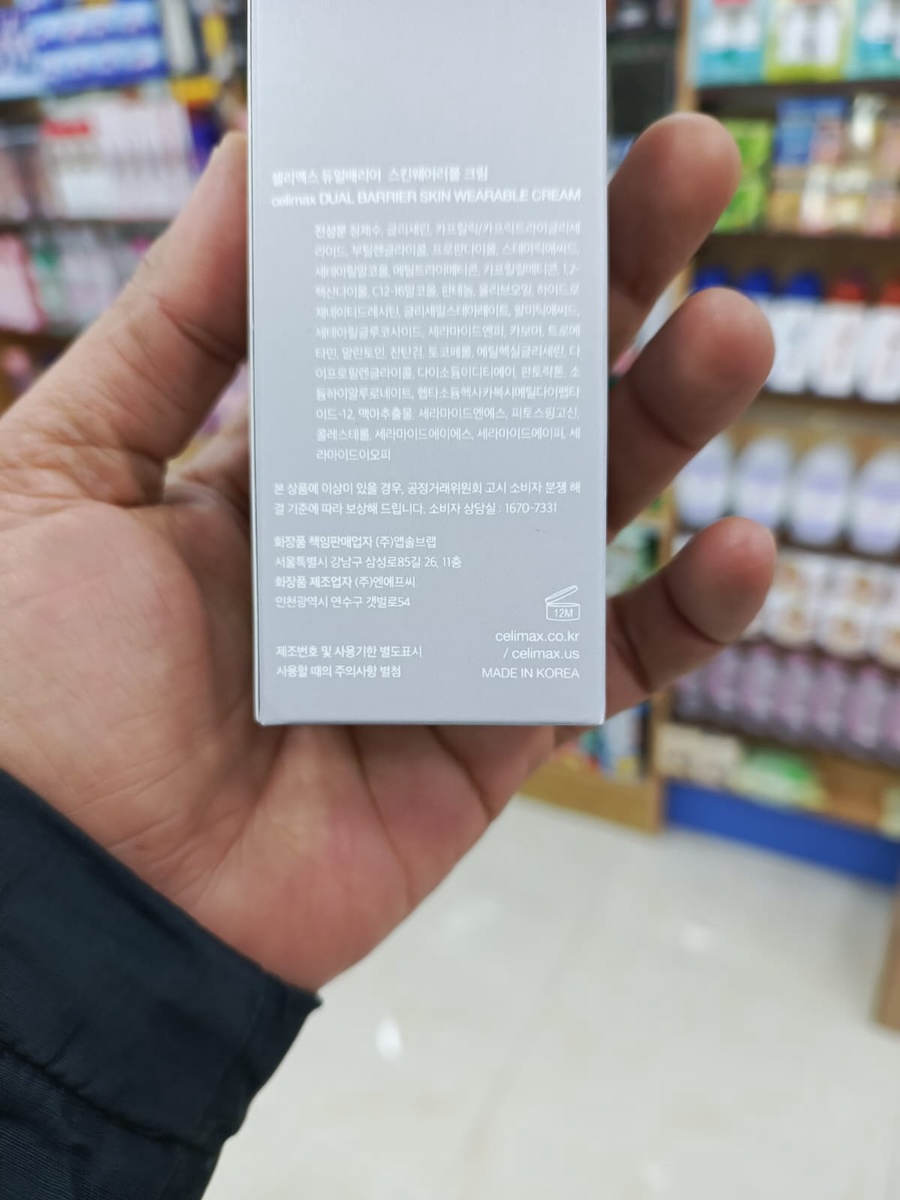 셀리맥스 듀얼배리어 스킨웨어러블 크림
celimax DUAL BARRIER SKIN WEARABLE CREAM
전성분 정제수, 글리세린, 카프릴릭/카프릭트라이글리세
라이드, 부틸렌글라이콜, 프로판다이올, 스테아릭애씨드,
세테아릴알코올, 메틸트라이메티콘, 카프릴릴메티콘, 1,2-
헥산다이올, C12-16알코올, 판테놀, 올리브오일, 하이드로
제네이티드레시틴, 글리세릴스테아레이트, 팔미틱애씨드,
세테아릴글루코사이드, 세라마이드엔피, 카보머, 트로메
타민, 알란토인, 잔탄검, 토코페롤, 에틸헥실글리세린, 다
이프로필렌글라이콜, 다이소듐이디티에이, 판토락톤, 소
듐하이알루로네이트, 헵타소듐헥사카복시메틸다이펩타
이드-12, 맥아추출물, 세라마이드엔에스, 피토스핑고신,
콜레스테롤, 세라마이드에이에스, 세라마이드에이피, 세
라마이드이오피
본 상품에 이상이 있을 경우, 공정거래위원회 고시 소비자 분쟁 해
결 기준에 따라 보상해 드립니다. 소비자 상담실 : 1670-7331
화장품 책임판매업자 (주)앱솔브랩
서울특별시 강남구 삼성로85길 26, 11층
화장품 제조업자 (주)엔에프씨
인천광역시 연수구 갯벌로54
12M
celimax.co.kr
/ celimax.us
제조번호 및 사용기한 별도표시
사용할 때의 주의사항 별첨
MADE IN KOREA